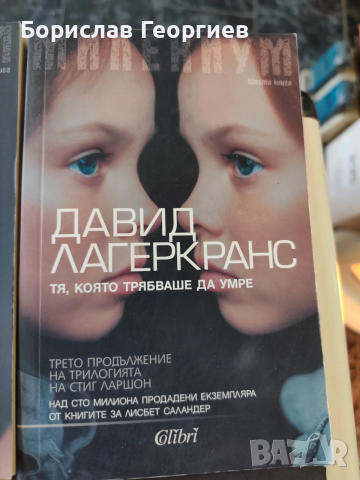 Борислав Георгиев
МИЛЕНИУМ
Шеста книга
ДАВИД
ЛАГЕРКРАНС
ТЯ, КОЯТО ТРЯБВАШЕ ДА УМРЕ
ТРЕТО ПРОДЪЛЖЕНИЕ
НА ТРИЛОГИЯТА
НА СТИГ ЛАРШОН
НАД СТО МИЛИОНА ПРОДАДЕНИ ЕКЗЕМПЛЯРА
ОТ КНИГИТЕ ЗА ЛИСБЕТ САЛАНДЕР
Colibri
BAZAR